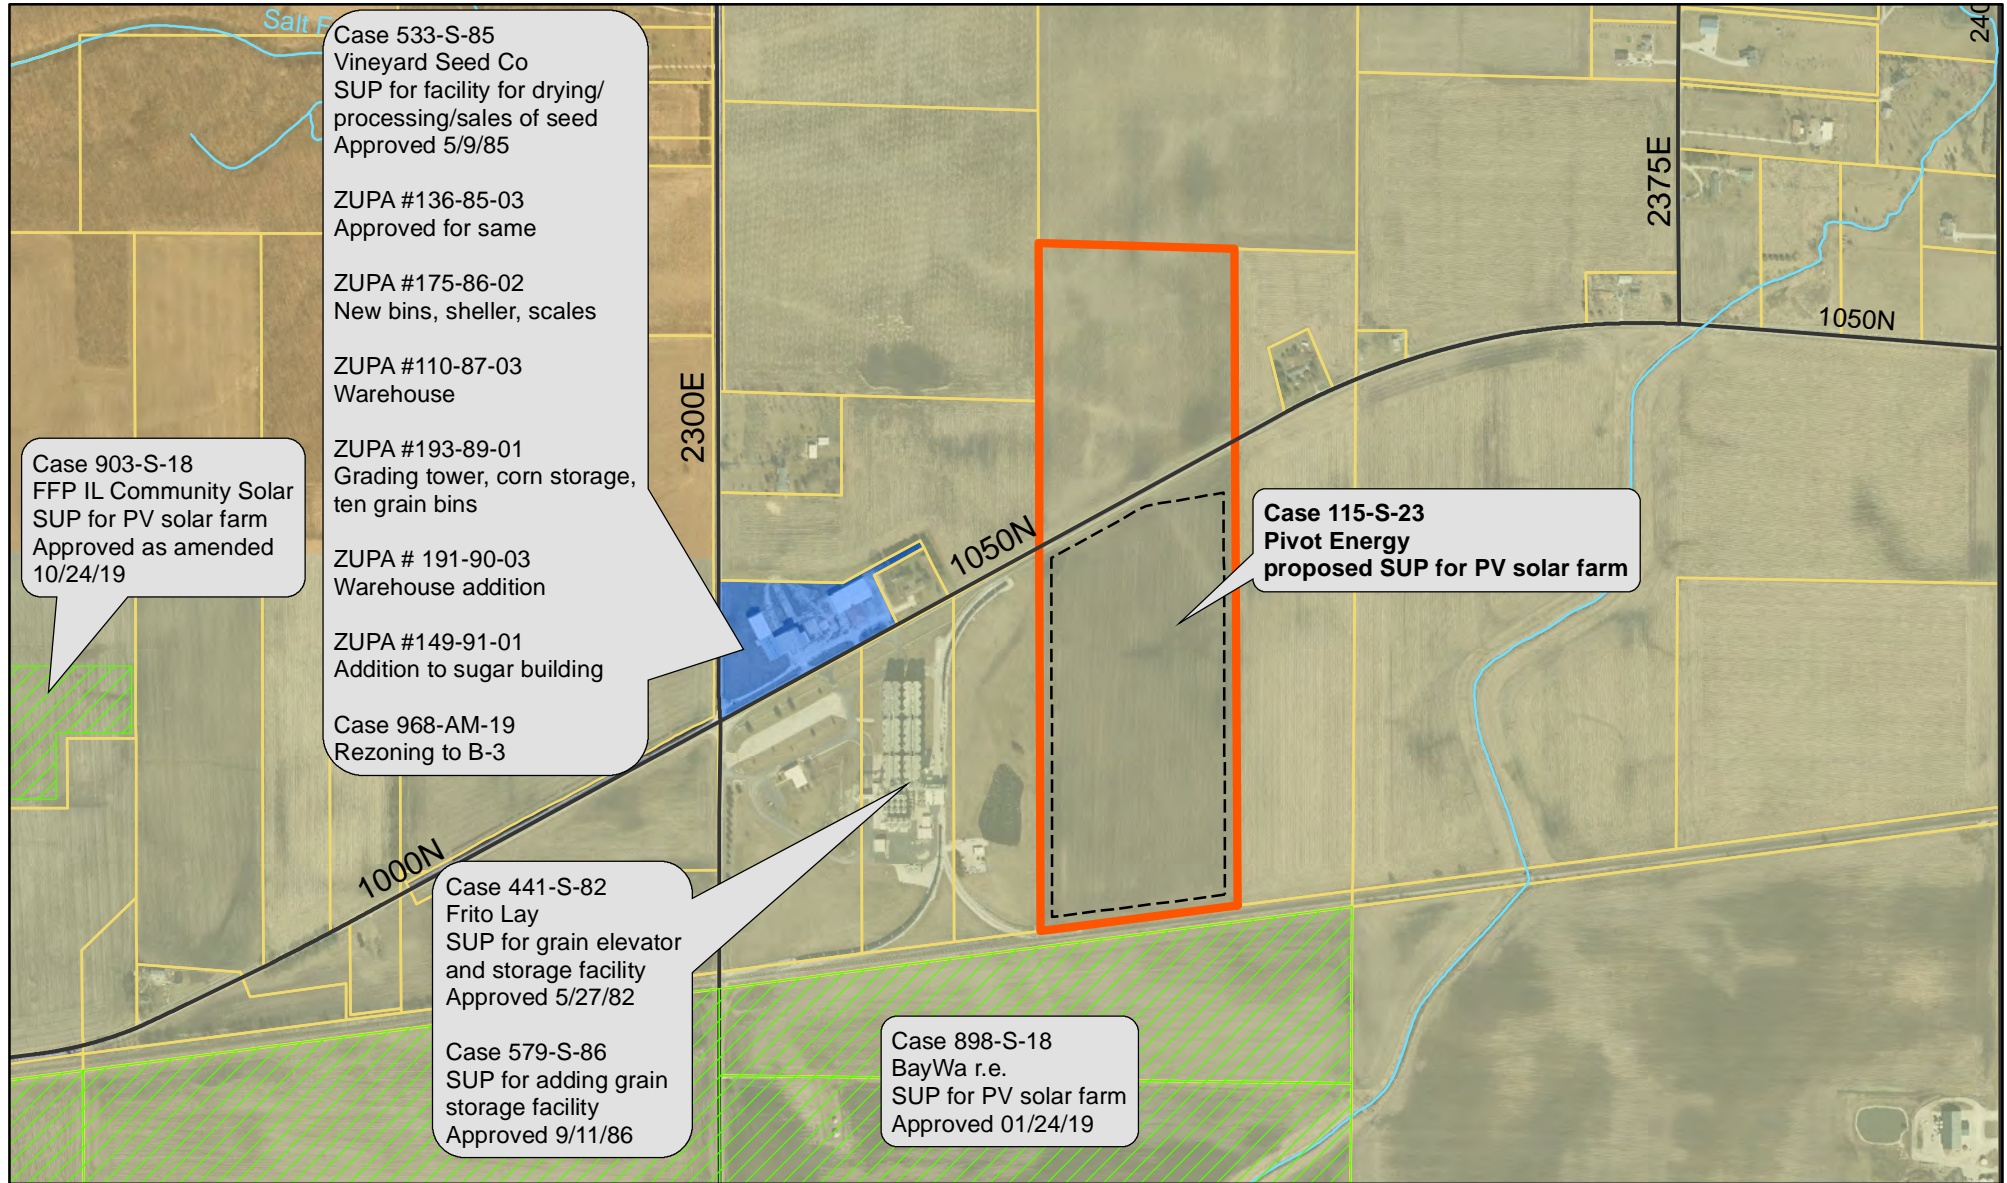 Salt
Case 533-S-85
Vineyard Seed Co
SUP for facility for drying/
processing/sales of seed
Approved 5/9/85
ZUPA #136-85-03
Approved for same
ZUPA #175-86-02
New bins, sheller, scales
ZUPA #110-87-03
Warehouse
ZUPA #193-89-01
Grading tower, corn storage,
ten grain bins
ZUPA # 191-90-03
Warehouse addition
ZUPA #149-91-01
Addition to sugar building
Case 968-AM-19
Rezoning to B-3
2375E
1050N
2300E
Case 903-S-18
FFP IL Community Solar
SUP for PV solar farm
Approved as amended
10/24/19
1050N
Case 115-S-23
Pivot Energy
proposed SUP for PV solar farm
1000N
Case 441-S-82
Frito Lay
SUP for grain elevator
and storage facility
Approved 5/27/82
Case 579-S-86
SUP for adding grain
storage facility
Approved 9/11/86
Case 898-S-18
BayWa r.e.
SUP for PV solar farm
Approved 01/24/19